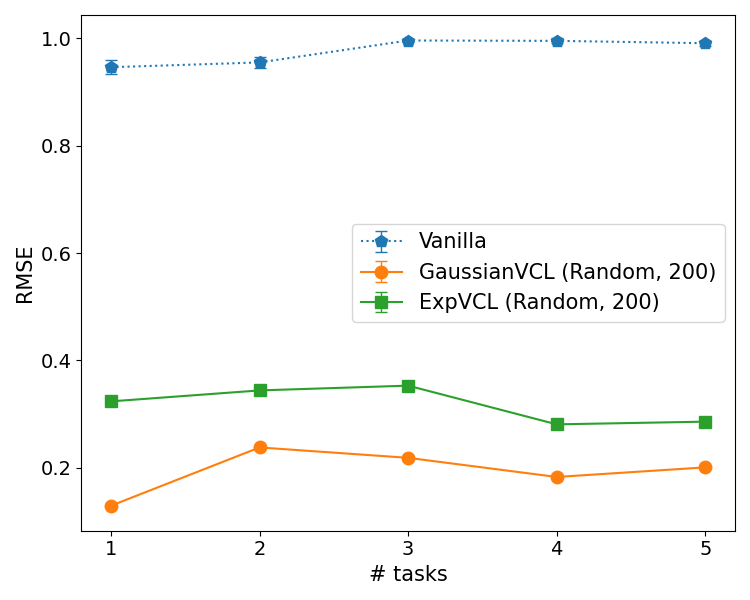 1.0
0.8
0.6
0.4
0.2
RMSE
Vanilla
GaussianVCL (Random, 200)
ExpVCL (Random, 200)
1 2 3 4 5
# tasks